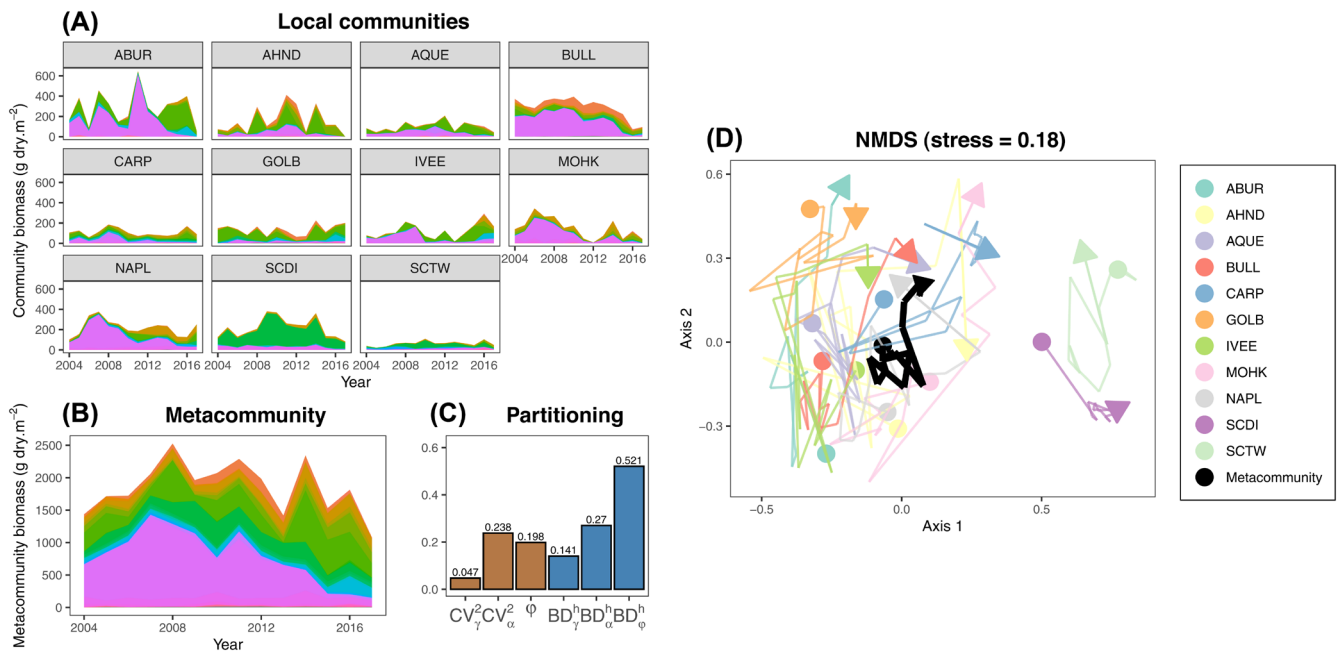 (A) Local communities
ABUR AHND AQUE BULL
600
400
200
0
CARP GOLB IVEE MOHK
600
400
200
0
2004 2008 2012 2016
NAPL SCDI SCTW
600
400
200
0
2004 2008 2012 2016 2004 2008 2012 2016 2004 2008 2012 2016
Year
Community biomass (g dry.m⁻²)
(B) Metacommunity
2500
2000
1500
1000
500
0
2004 2008 2012 2016
Year
Metacommunity biomass (g dry.m⁻²)
(C) Partitioning
0.6
0.4
0.2
0.0
0.047 0.238 0.198 0.141 0.27 0.521
CV²γ CV²α φ BDʰγ BDʰα BDʰφ
(D) NMDS (stress = 0.18)
0.6
0.3
0.0
−0.3
−0.5 0.0 0.5
Axis 1
Axis 2
ABUR
AHND
AQUE
BULL
CARP
GOLB
IVEE
MOHK
NAPL
SCDI
SCTW
Metacommunity